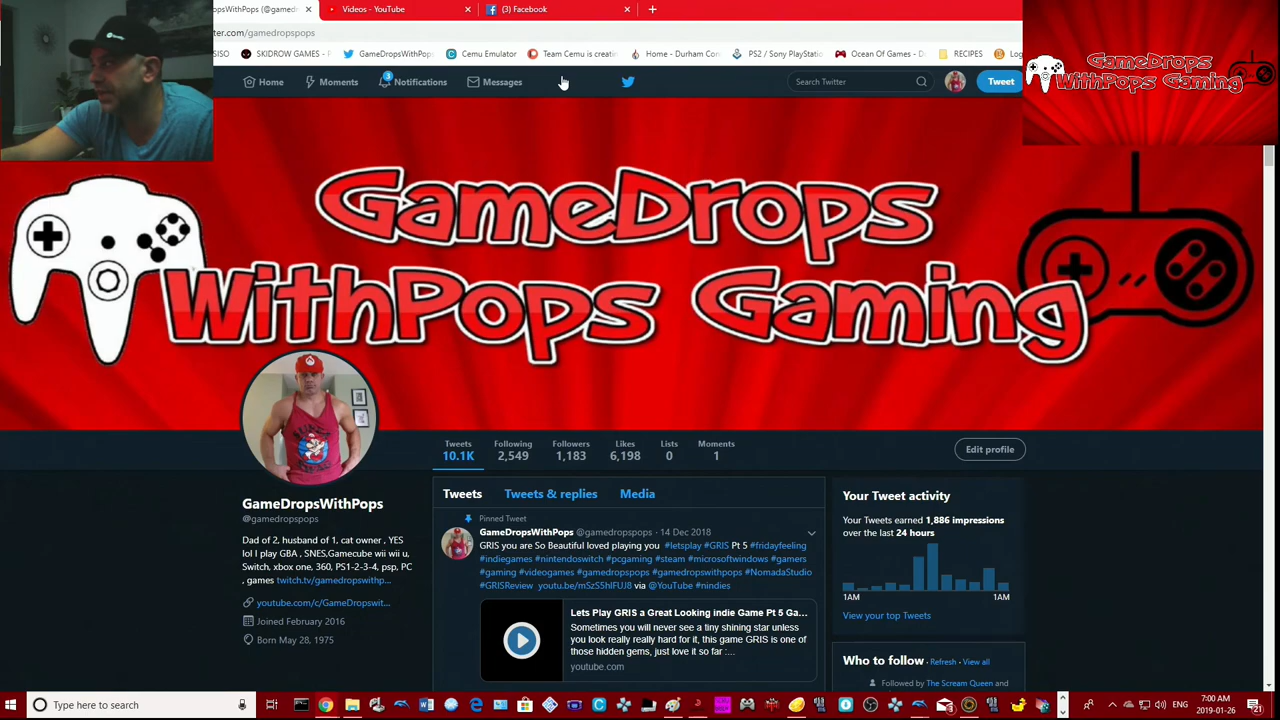 psWithPops (@gamed
Videos - YouTube
(3) Facebook
ter.com/gamedropspops
ISO
SKIDROW GAMES - F
GameDropsWithPop
Cemu Emulator
Team Cemu is creatin
Home - Durham Con
PS2 / Sony PlayStatio
Ocean Of Games - D
RECIPES
Log
Home
Moments
3
Notifications
Messages
Search Twitter
Tweet
GameDrops
WithPops Gaming
GameDrops
WithPops Gaming
Tweets
10.1K
Following
2,549
Followers
1,183
Likes
6,198
Lists
0
Moments
1
Edit profile
GameDropsWithPops
@gamedropspops
Dad of 2, husband of 1, cat owner , YES
lol I play GBA , SNES,Gamecube wii wii u,
Switch, xbox one, 360, PS1-2-3-4, psp, PC
, games twitch.tv/gamedropswithp...
youtube.com/c/GameDropswit...
Joined February 2016
Born May 28, 1975
Tweets
Tweets & replies
Media
Pinned Tweet
GameDropsWithPops @gamedropspops · 14 Dec 2018
GRIS you are So Beautiful loved playing you #letsplay #GRIS Pt 5 #fridayfeeling
#indiegames #nintendoswitch #pcgaming #steam #microsoftwindows #gamers
#gaming #videogames #gamedropspops #gamedropswithpops #NomadaStudio
#GRISReview youtu.be/mSzSShIFUJ8 via @YouTube #nindies
Lets Play GRIS a Great Looking indie Game Pt 5 Ga...
Sometimes you will never see a tiny shining star unless
you look really really hard for it, this game GRIS is one of
those hidden gems, just love it so far :...
youtube.com
Your Tweet activity
Your Tweets earned 1,886 impressions
over the last 24 hours
1AM
1AM
View your top Tweets
Who to follow · Refresh · View all
Followed by The Scream Queen and
Type here to search
ENG
7:00 AM
2019-01-26
21